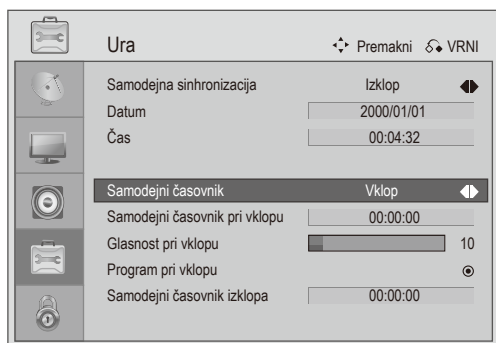 Ura Premakni VRNI
Samodejna sinhronizacija Izklop
Datum 2000/01/01
Čas 00:04:32
Samodejni časovnik Vklop
Samodejni časovnik pri vklopu 00:00:00
Glasnost pri vklopu 10
Program pri vklopu
Samodejni časovnik izklopa 00:00:00